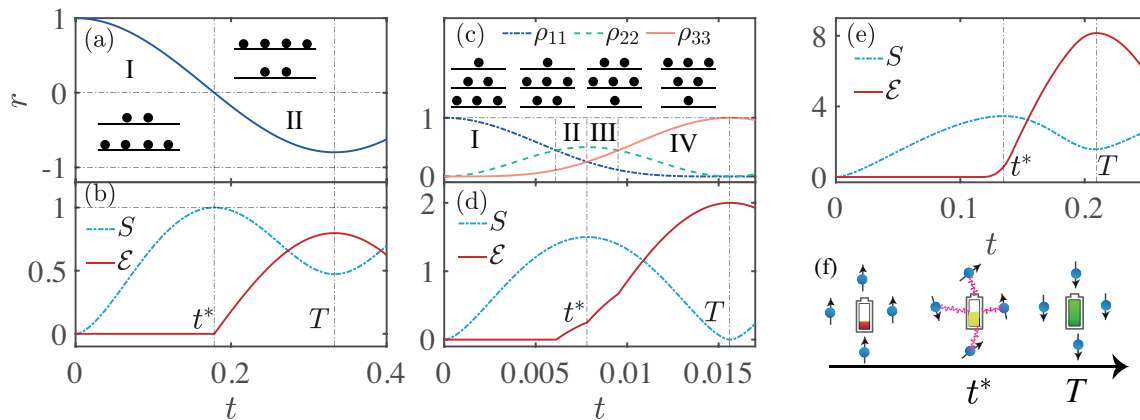 (a)
I
II
r
1
0
-1
(b)
S
ℰ
t*
T
1
0.5
0
0
0.2
0.4
t
(c)
ρ₁₁
ρ₂₂
ρ₃₃
I
II
III
IV
1
0
(d)
S
ℰ
t*
T
2
1
0
0
0.005
0.01
0.015
t
(e)
S
ℰ
t*
T
8
4
0
0
0.1
0.2
t
(f)
t*
T